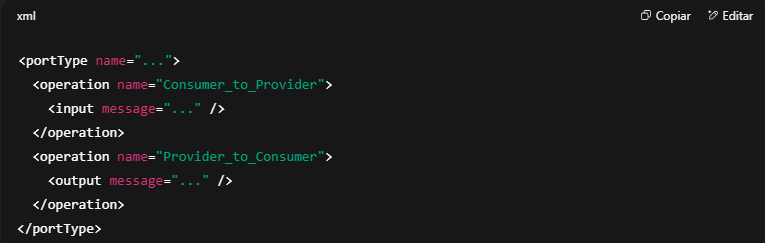 xml Copiar Editar
<portType name="...">
<operation name="Consumer_to_Provider">
<input message="..." />
</operation>
<operation name="Provider_to_Consumer">
<output message="..." />
</operation>
</portType>